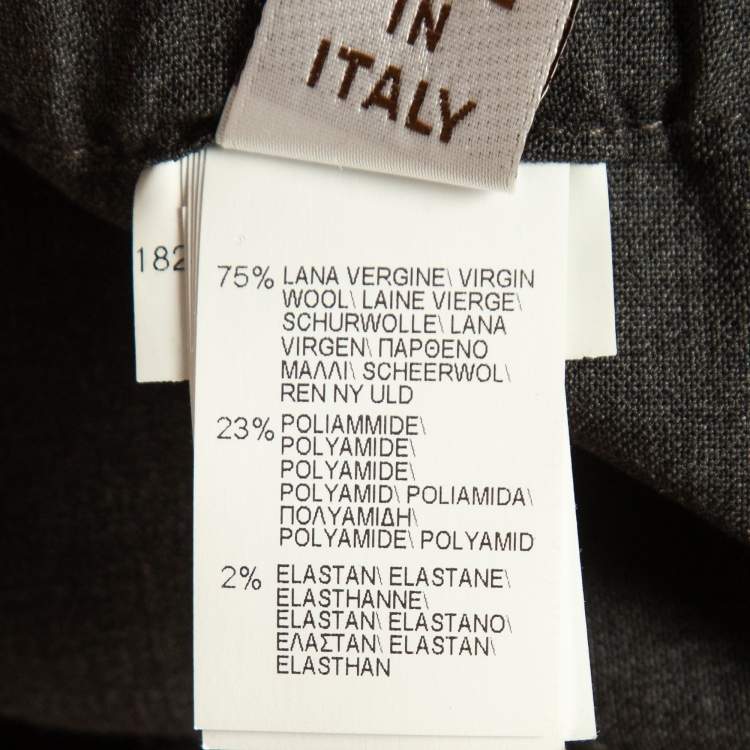 IN
ITALY
182
75% LANA VERGINE\ VIRGIN
WOOL\ LAINE VIERGE\
SCHURWOLLE\ LANA
VIRGEN\ ΠΑΡΘΕΝΟ
ΜΑΛΛΙ\ SCHEERWOL\
REN NY ULD
23% POLIAMMIDE\
POLYAMIDE\
POLYAMIDE\
POLYAMID\ POLIAMIDA\
ΠΟΛΥΑΜΙΔΗ\
POLYAMIDE\ POLYAMID
2% ELASTAN\ ELASTANE\
ELASTHANNE\
ELASTAN\ ELASTANO\
ΕΛΑΣΤΑΝ\ ELASTAN\
ELASTHAN